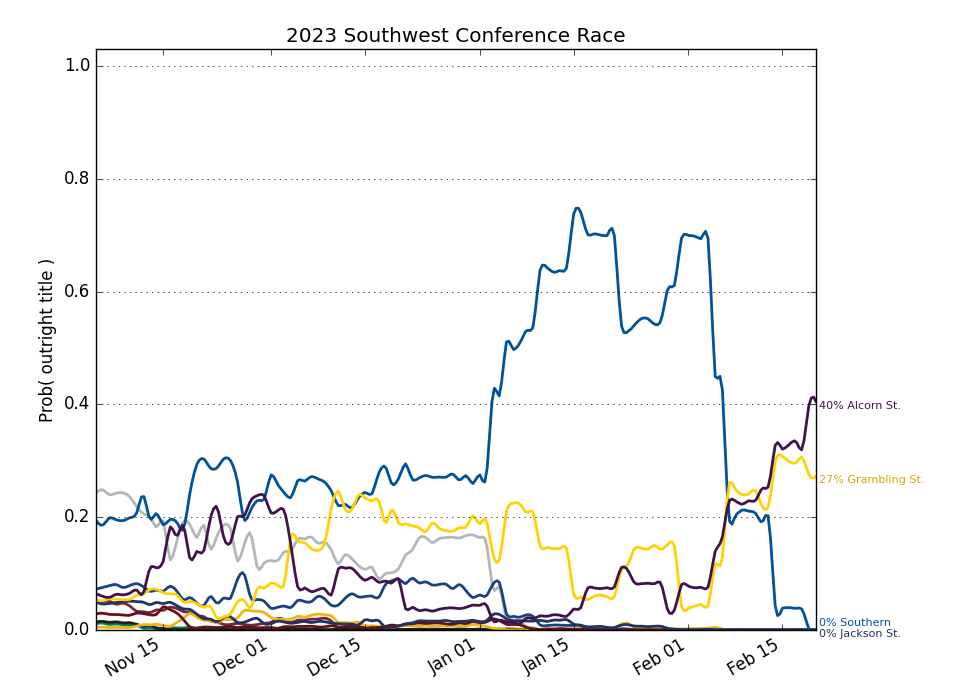 2023 Southwest Conference Race
Prob( outright title )
1.0
0.8
0.6
0.4
0.2
0.0
Nov 15
Dec 01
Dec 15
Jan 01
Jan 15
Feb 01
Feb 15
40% Alcorn St.
27% Grambling St.
0% Southern
0% Jackson St.